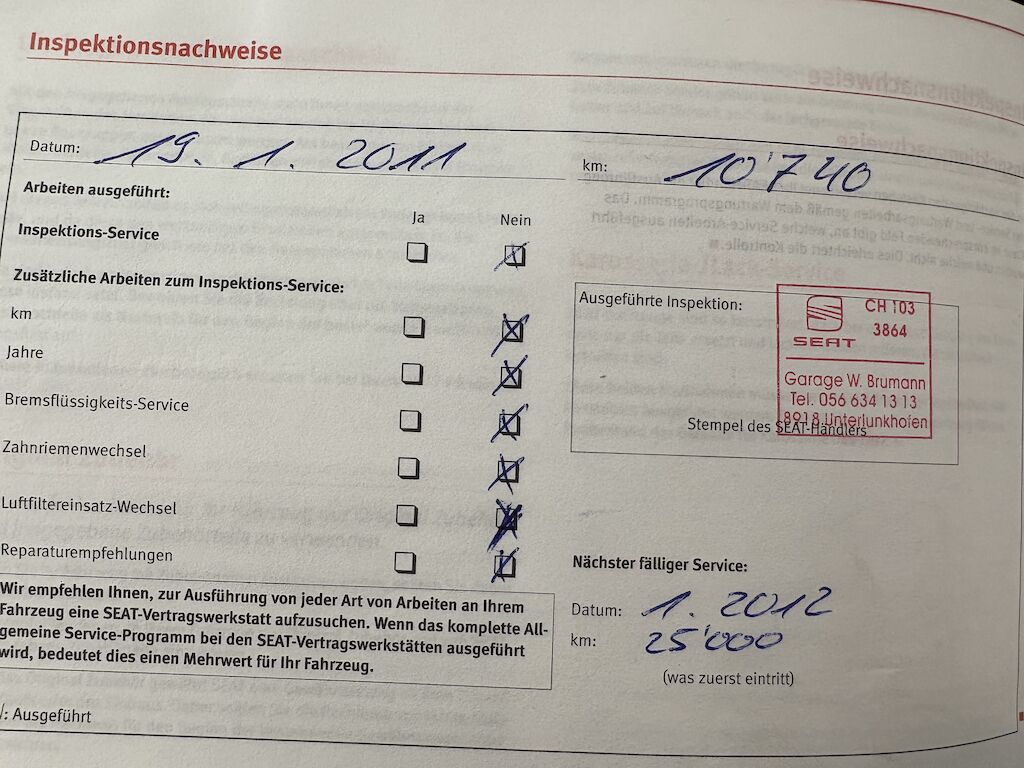 Inspektionsnachweise
Datum: 19. 1. 2011
km: 10'740
Arbeiten ausgeführt:
Ja Nein
Inspektions-Service
Zusätzliche Arbeiten zum Inspektions-Service:
km
Jahre
Bremsflüssigkeits-Service
Zahnriemenwechsel
Luftfiltereinsatz-Wechsel
Reparaturempfehlungen
Wir empfehlen Ihnen, zur Ausführung von jeder Art von Arbeiten an Ihrem
Fahrzeug eine SEAT-Vertragswerkstatt aufzusuchen. Wenn das komplette All-
gemeine Service-Programm bei den SEAT-Vertragswerkstätten ausgeführt
wird, bedeutet dies einen Mehrwert für Ihr Fahrzeug.
: Ausgeführt
Ausgeführte Inspektion:
CH 103
3864
SEAT
Garage W. Brumann
Tel. 056 634 13 13
8918 Unterlunkhofen
Stempel des SEAT-Händlers
Nächster fälliger Service:
Datum: 1. 2012
km: 25'000
(was zuerst eintritt)